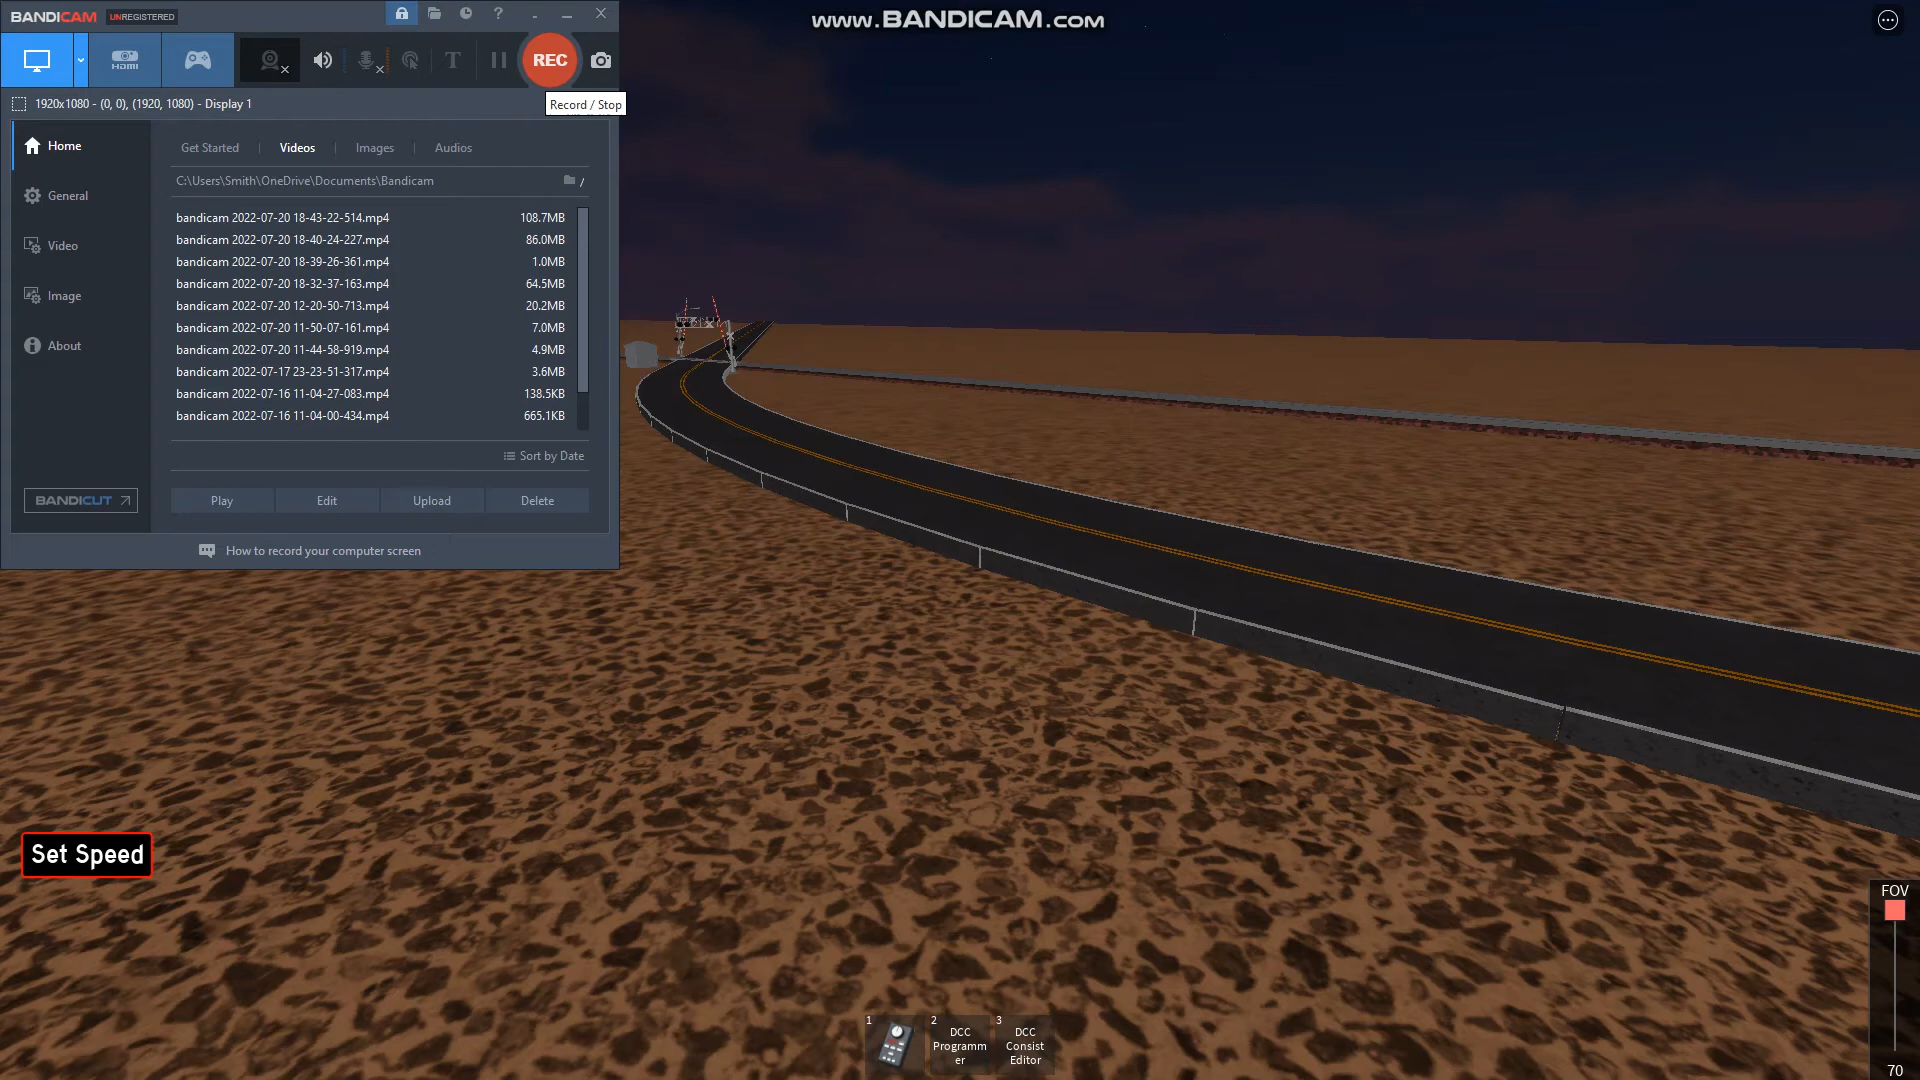 BANDICAM UNREGISTERED
www.BANDICAM.COM
HDMI
T
REC
1920x1080 - (0, 0), (1920, 1080) - Display 1
Record / Stop
Home
General
Video
Image
About
BANDICUT
Get Started
Videos
Images
Audios
C:\Users\Smith\OneDrive\Documents\Bandicam
/
bandicam 2022-07-20 18-43-22-514.mp4 108.7MB
bandicam 2022-07-20 18-40-24-227.mp4 86.0MB
bandicam 2022-07-20 18-39-26-361.mp4 1.0MB
bandicam 2022-07-20 18-32-37-163.mp4 64.5MB
bandicam 2022-07-20 12-20-50-713.mp4 20.2MB
bandicam 2022-07-20 11-50-07-161.mp4 7.0MB
bandicam 2022-07-20 11-44-58-919.mp4 4.9MB
bandicam 2022-07-17 23-23-51-317.mp4 3.6MB
bandicam 2022-07-16 11-04-27-083.mp4 138.5KB
bandicam 2022-07-16 11-04-00-434.mp4 665.1KB
Sort by Date
Play
Edit
Upload
Delete
How to record your computer screen
Set Speed
FOV
70
1
2
DCC
Programm
er
3
DCC
Consist
Editor